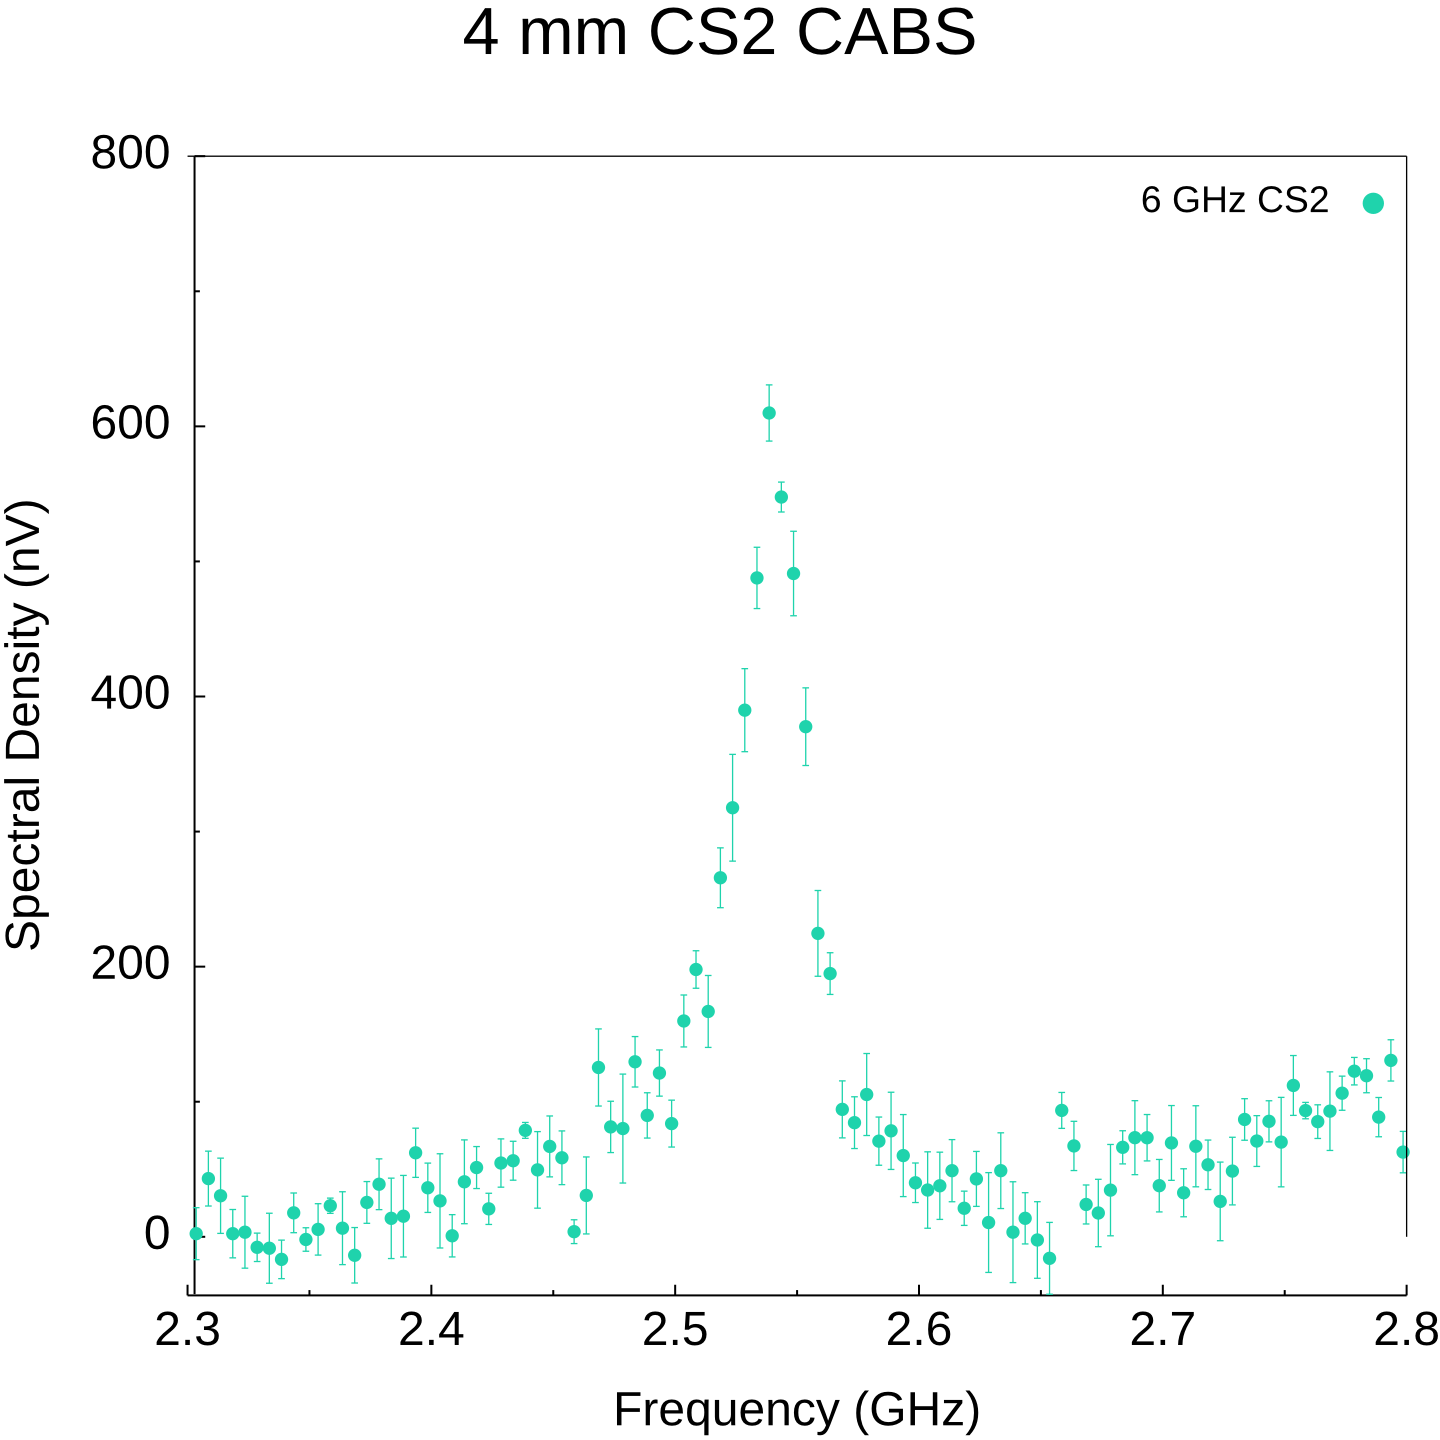 4 mm CS2 CABS
800
6 GHz CS2
600
Spectral Density (nV)
400
200
0
2.3 2.4 2.5 2.6 2.7 2.8
Frequency (GHz)